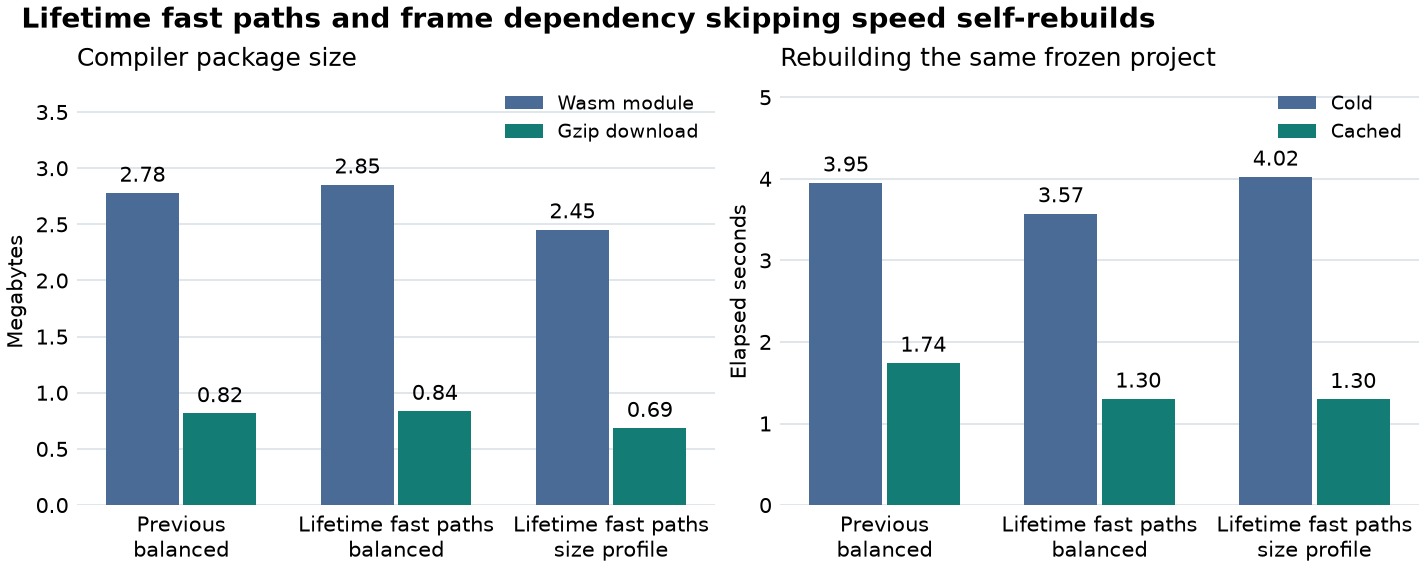 Lifetime fast paths and frame dependency skipping speed self-rebuilds
Compiler package size
Megabytes
3.5
3.0
2.5
2.0
1.5
1.0
0.5
0.0
Wasm module
Gzip download
2.78
0.82
2.85
0.84
2.45
0.69
Previous
balanced
Lifetime fast paths
balanced
Lifetime fast paths
size profile
Rebuilding the same frozen project
Elapsed seconds
5
4
3
2
1
0
Cold
Cached
3.95
1.74
3.57
1.30
4.02
1.30
Previous
balanced
Lifetime fast paths
balanced
Lifetime fast paths
size profile